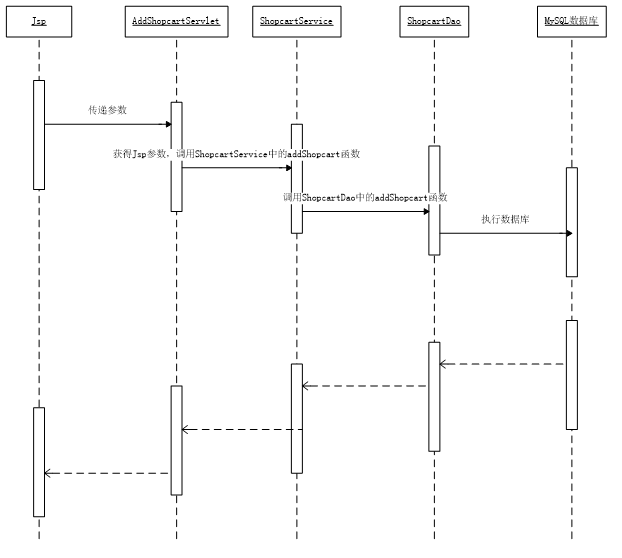 Jsp
AddShopcartServlet
ShopcartService
ShopcartDao
MySQL数据库
传递参数
获得Jsp参数，调用ShopcartService中的addShopcart函数
调用ShopcartDao中的addShopcart函数
执行数据库